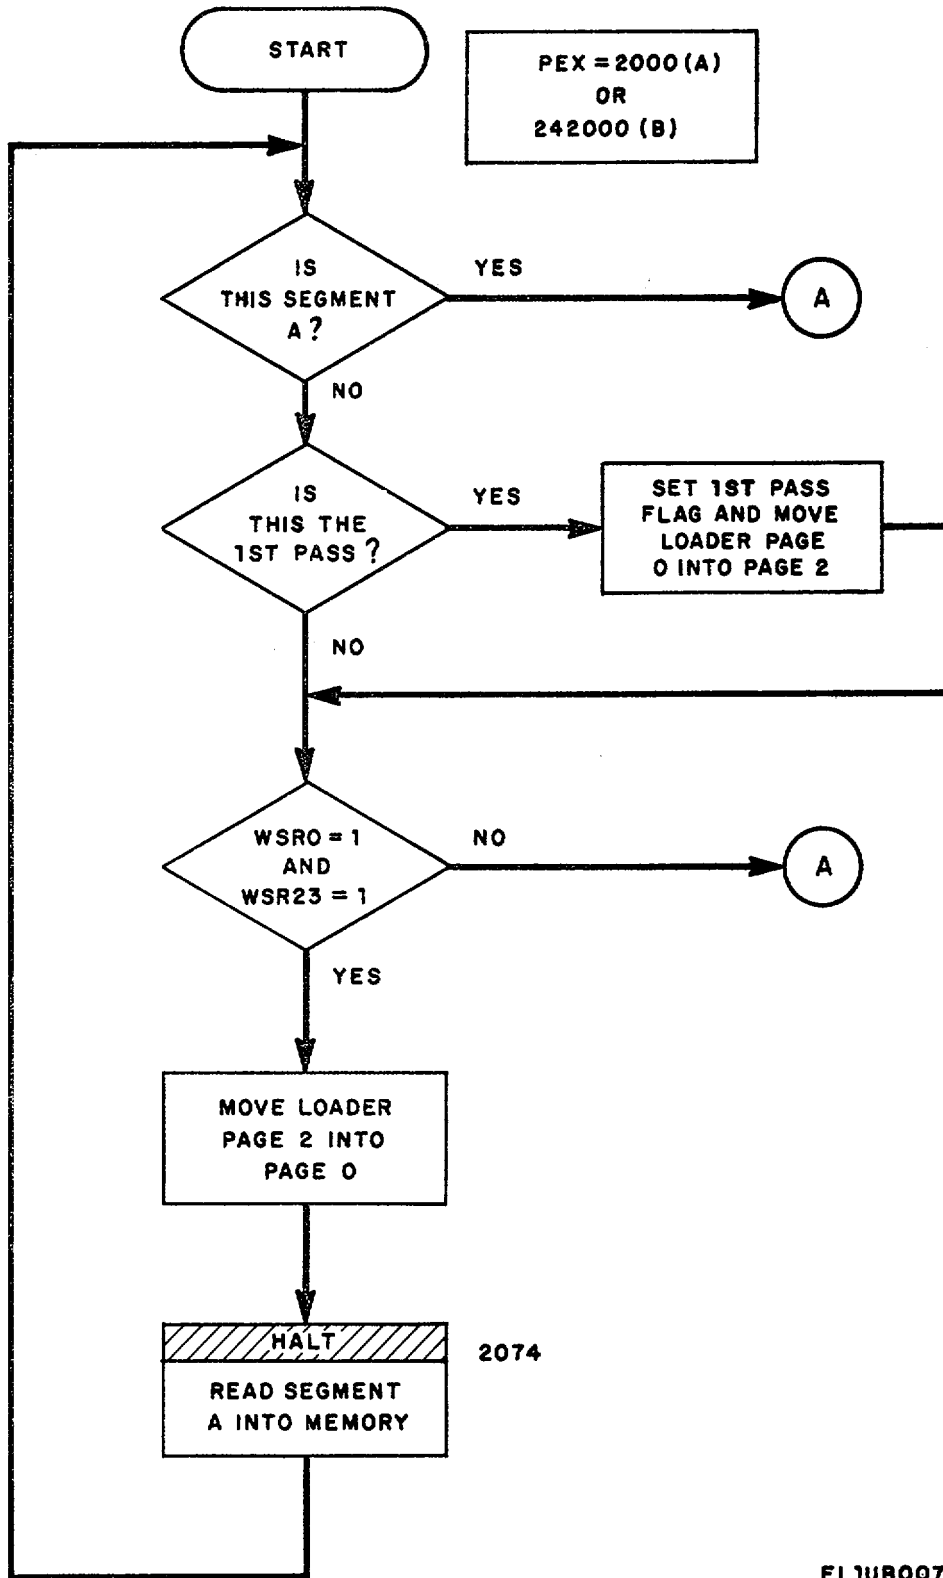 START
PEX = 2000 (A)
OR
242000 (B)
IS
THIS SEGMENT
A?
YES
A
NO
IS
THIS THE
1ST PASS?
YES
SET 1ST PASS
FLAG AND MOVE
LOADER PAGE
0 INTO PAGE 2
NO
WSR0 = 1
AND
WSR23 = 1
NO
A
YES
MOVE LOADER
PAGE 2 INTO
PAGE 0
HALT
2074
READ SEGMENT
A INTO MEMORY